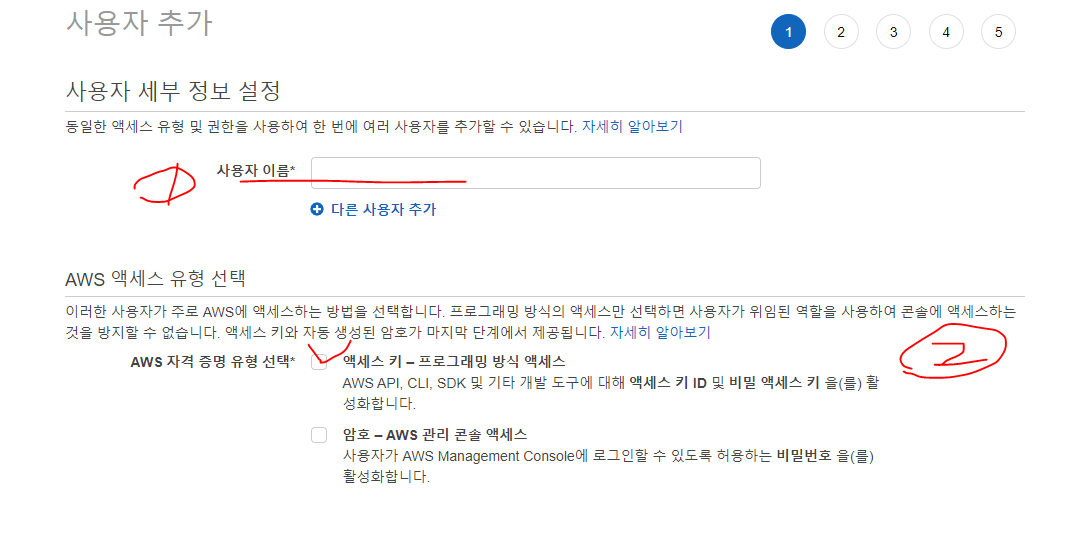 사용자 추가
1 2 3 4 5
사용자 세부 정보 설정
동일한 액세스 유형 및 권한을 사용하여 한 번에 여러 사용자를 추가할 수 있습니다. 자세히 알아보기
1
사용자 이름*
다른 사용자 추가
AWS 액세스 유형 선택
이러한 사용자가 주로 AWS에 액세스하는 방법을 선택합니다. 프로그래밍 방식의 액세스만 선택하면 사용자가 위임된 역할을 사용하여 콘솔에 액세스하는
것을 방지할 수 없습니다. 액세스 키와 자동 생성된 암호가 마지막 단계에서 제공됩니다. 자세히 알아보기
2
AWS 자격 증명 유형 선택* 액세스 키 – 프로그래밍 방식 액세스
AWS API, CLI, SDK 및 기타 개발 도구에 대해 액세스 키 ID 및 비밀 액세스 키 을(를) 활
성화합니다.
암호 – AWS 관리 콘솔 액세스
사용자가 AWS Management Console에 로그인할 수 있도록 허용하는 비밀번호 을(를)
활성화합니다.